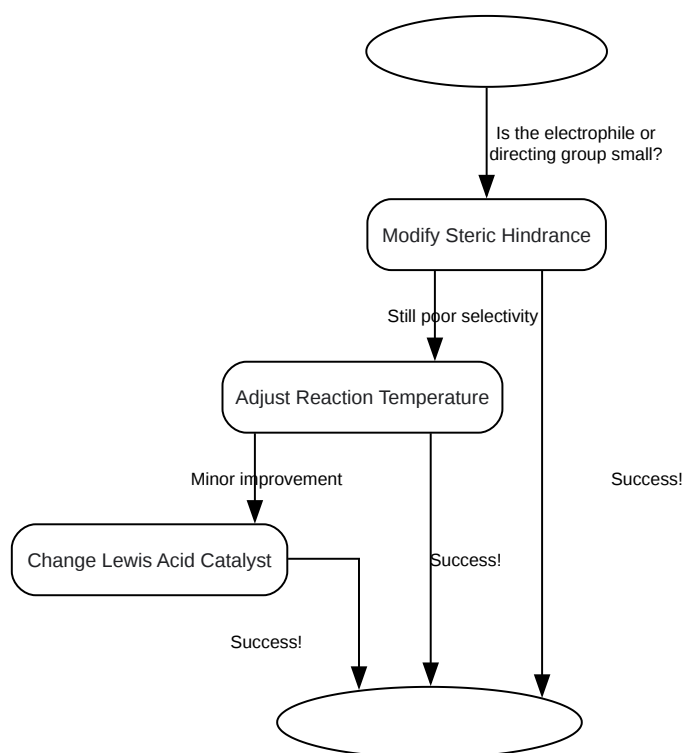 Is the electrophile or
directing group small?
Modify Steric Hindrance
Still poor selectivity
Adjust Reaction Temperature
Minor improvement
Success!
Change Lewis Acid Catalyst
Success!
Success!